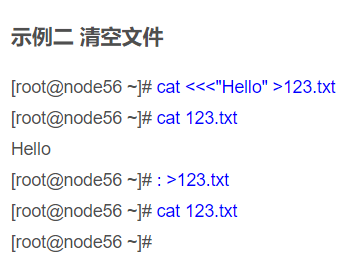 示例二 清空文件
[root@node56 ~]# cat <<<"Hello" >123.txt
[root@node56 ~]# cat 123.txt
Hello
[root@node56 ~]# : >123.txt
[root@node56 ~]# cat 123.txt
[root@node56 ~]#